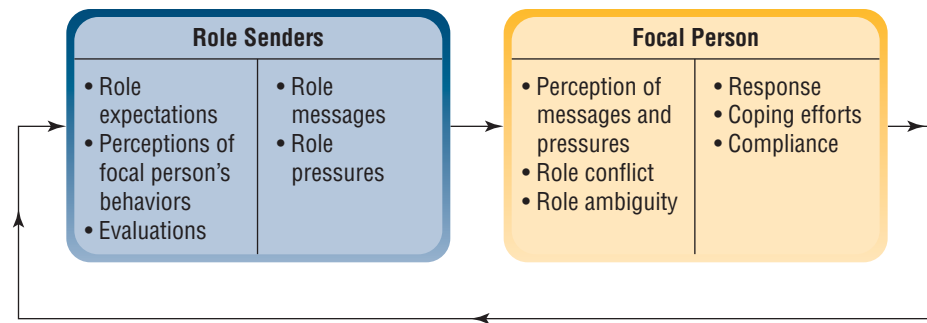 Role Senders
• Role
expectations
• Perceptions of
focal person's
behaviors
• Evaluations
• Role
messages
• Role
pressures
Focal Person
• Perception of
messages and
pressures
• Role conflict
• Role ambiguity
• Response
• Coping efforts
• Compliance